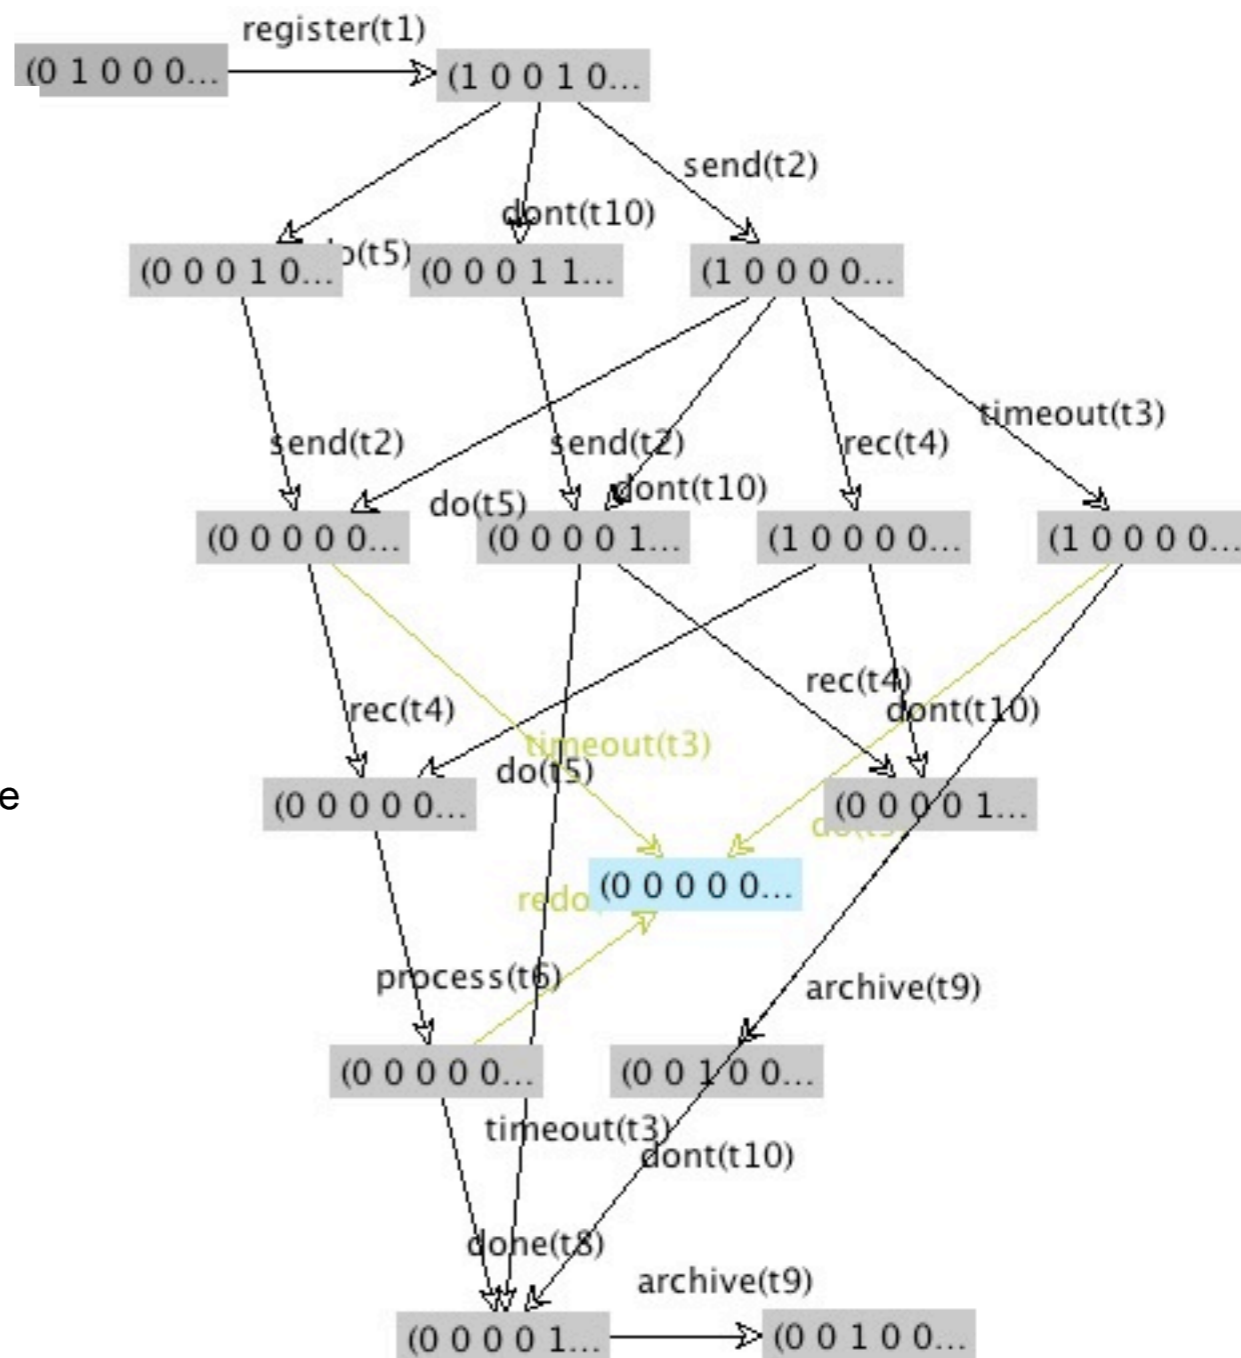 register(t1)
(0 1 0 0 0...
(1 0 0 1 0...
send(t2)
dont(t10)
(0 0 0 1 0...
o(t5)
(0 0 0 1 1...
(1 0 0 0 0...
timeout(t3)
send(t2)
send(t2)
rec(t4)
dont(t10)
do(t5)
(0 0 0 0 0...
(0 0 0 0 1...
(1 0 0 0 0...
(1 0 0 0 0...
rec(t4)
rec(t4)
dont(t10)
timeout(t3)
do(t5)
e
(0 0 0 0 0...
(0 0 0 0 1...
(0 0 0 0 0...
redo
process(t6)
archive(t9)
(0 0 0 0 0...
(0 0 1 0 0...
timeout(t3)
dont(t10)
done(t8)
archive(t9)
(0 0 0 0 1...
(0 0 1 0 0...